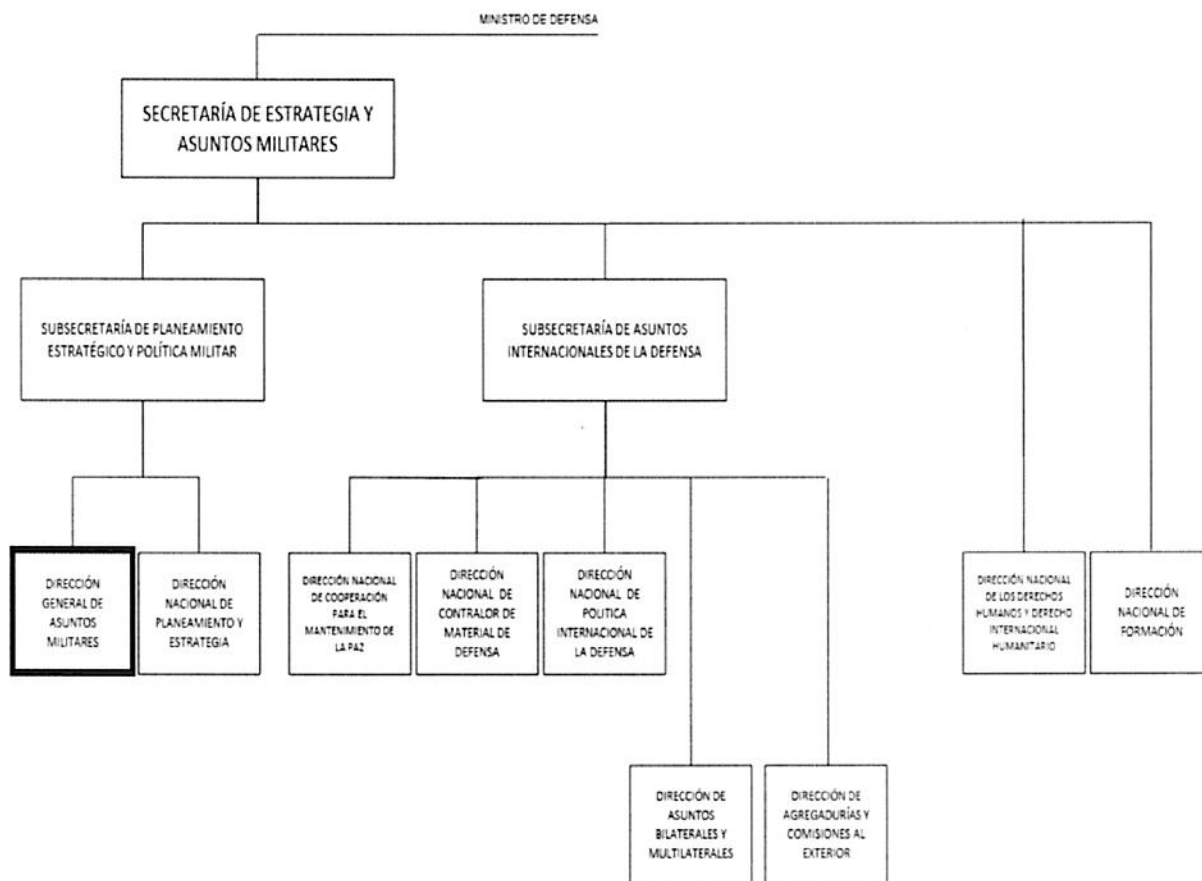 MINISTRO DE DEFENSA
SECRETARÍA DE ESTRATEGIA Y
ASUNTOS MILITARES
SUBSECRETARÍA DE PLANEAMIENTO
ESTRATÉGICO Y POLÍTICA MILITAR
SUBSECRETARÍA DE ASUNTOS
INTERNACIONALES DE LA DEFENSA
DIRECCIÓN
GENERAL DE
ASUNTOS
MILITARES
DIRECCIÓN
NACIONAL DE
PLANEAMIENTO Y
ESTRATEGIA
DIRECCIÓN NACIONAL
DE COOPERACIÓN
PARA EL
MANTENIMIENTO DE
LA PAZ
DIRECCIÓN
NACIONAL DE
CONTRALOR DE
MATERIAL DE
DEFENSA
DIRECCIÓN
NACIONAL DE
POLITICA
INTERNACIONAL DE
LA DEFENSA
DIRECCIÓN NACIONAL
DE LOS DERECHOS
HUMANOS Y DERECHO
INTERNACIONAL
HUMANITARIO
DIRECCIÓN
NACIONAL DE
FORMACIÓN
DIRECCIÓN DE
ASUNTOS
BILATERALES Y
MULTILATERALES
DIRECCIÓN DE
AGREGADURÍAS Y
COMISIONES AL
EXTERIOR